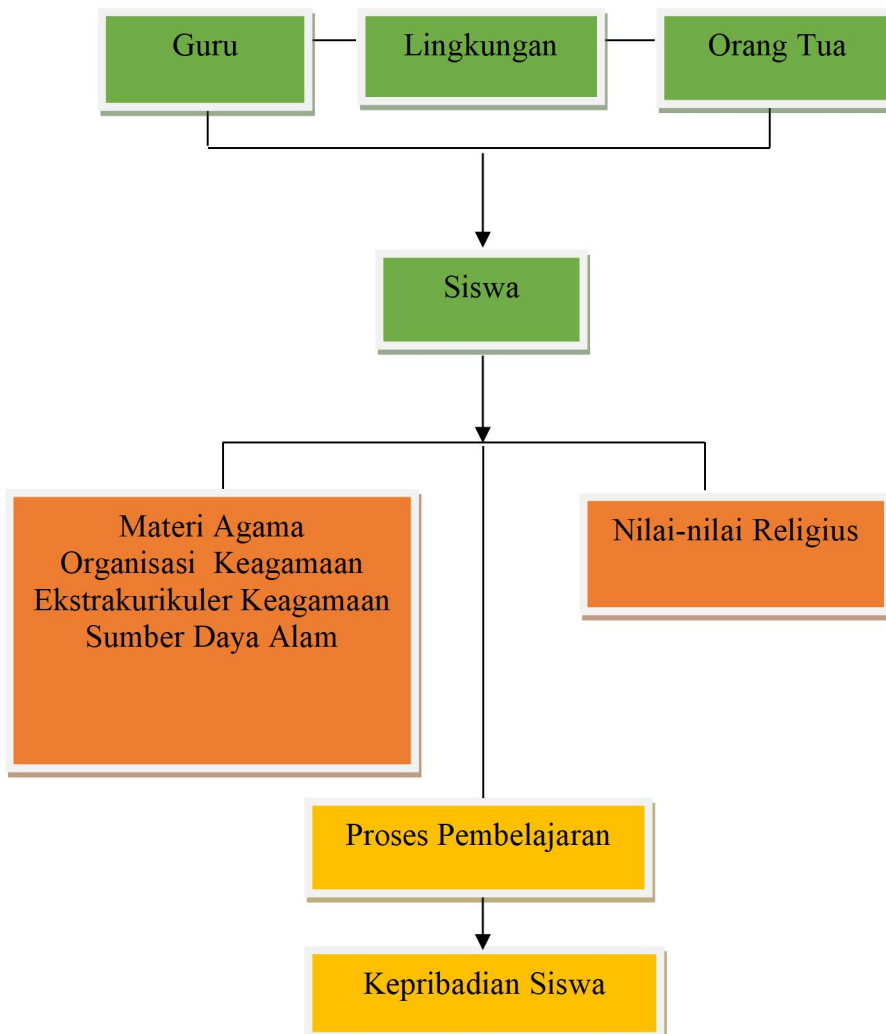 Guru
Lingkungan
Orang Tua
Siswa
Materi Agama
Organisasi Keagamaan
Ekstrakurikuler Keagamaan
Sumber Daya Alam
Nilai-nilai Religius
Proses Pembelajaran
Kepribadian Siswa